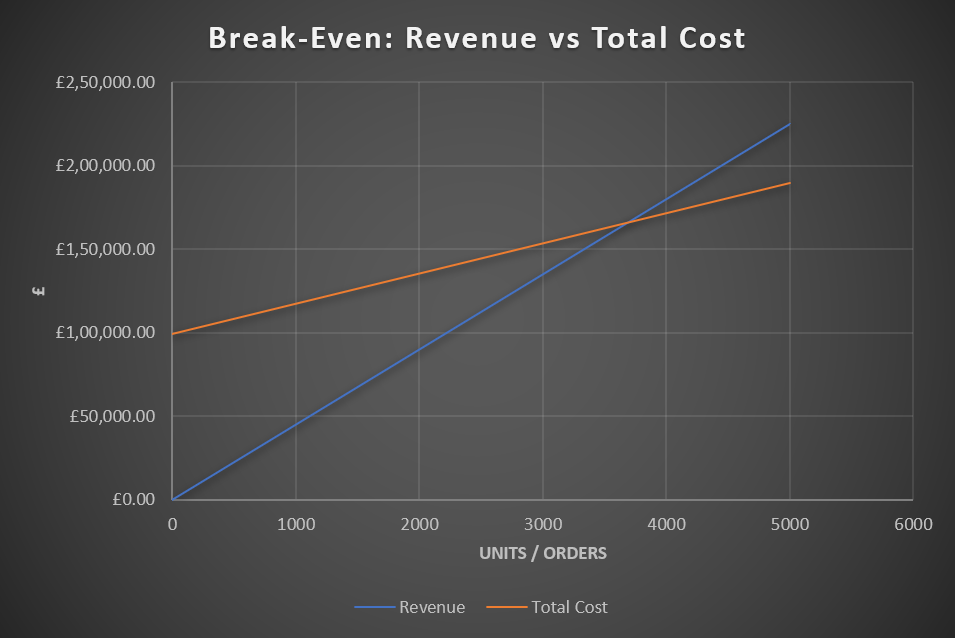 Break-Even: Revenue vs Total Cost
£2,50,000.00
£2,00,000.00
£1,50,000.00
£1,00,000.00
£50,000.00
£0.00
£
0 1000 2000 3000 4000 5000 6000
UNITS / ORDERS
Revenue Total Cost